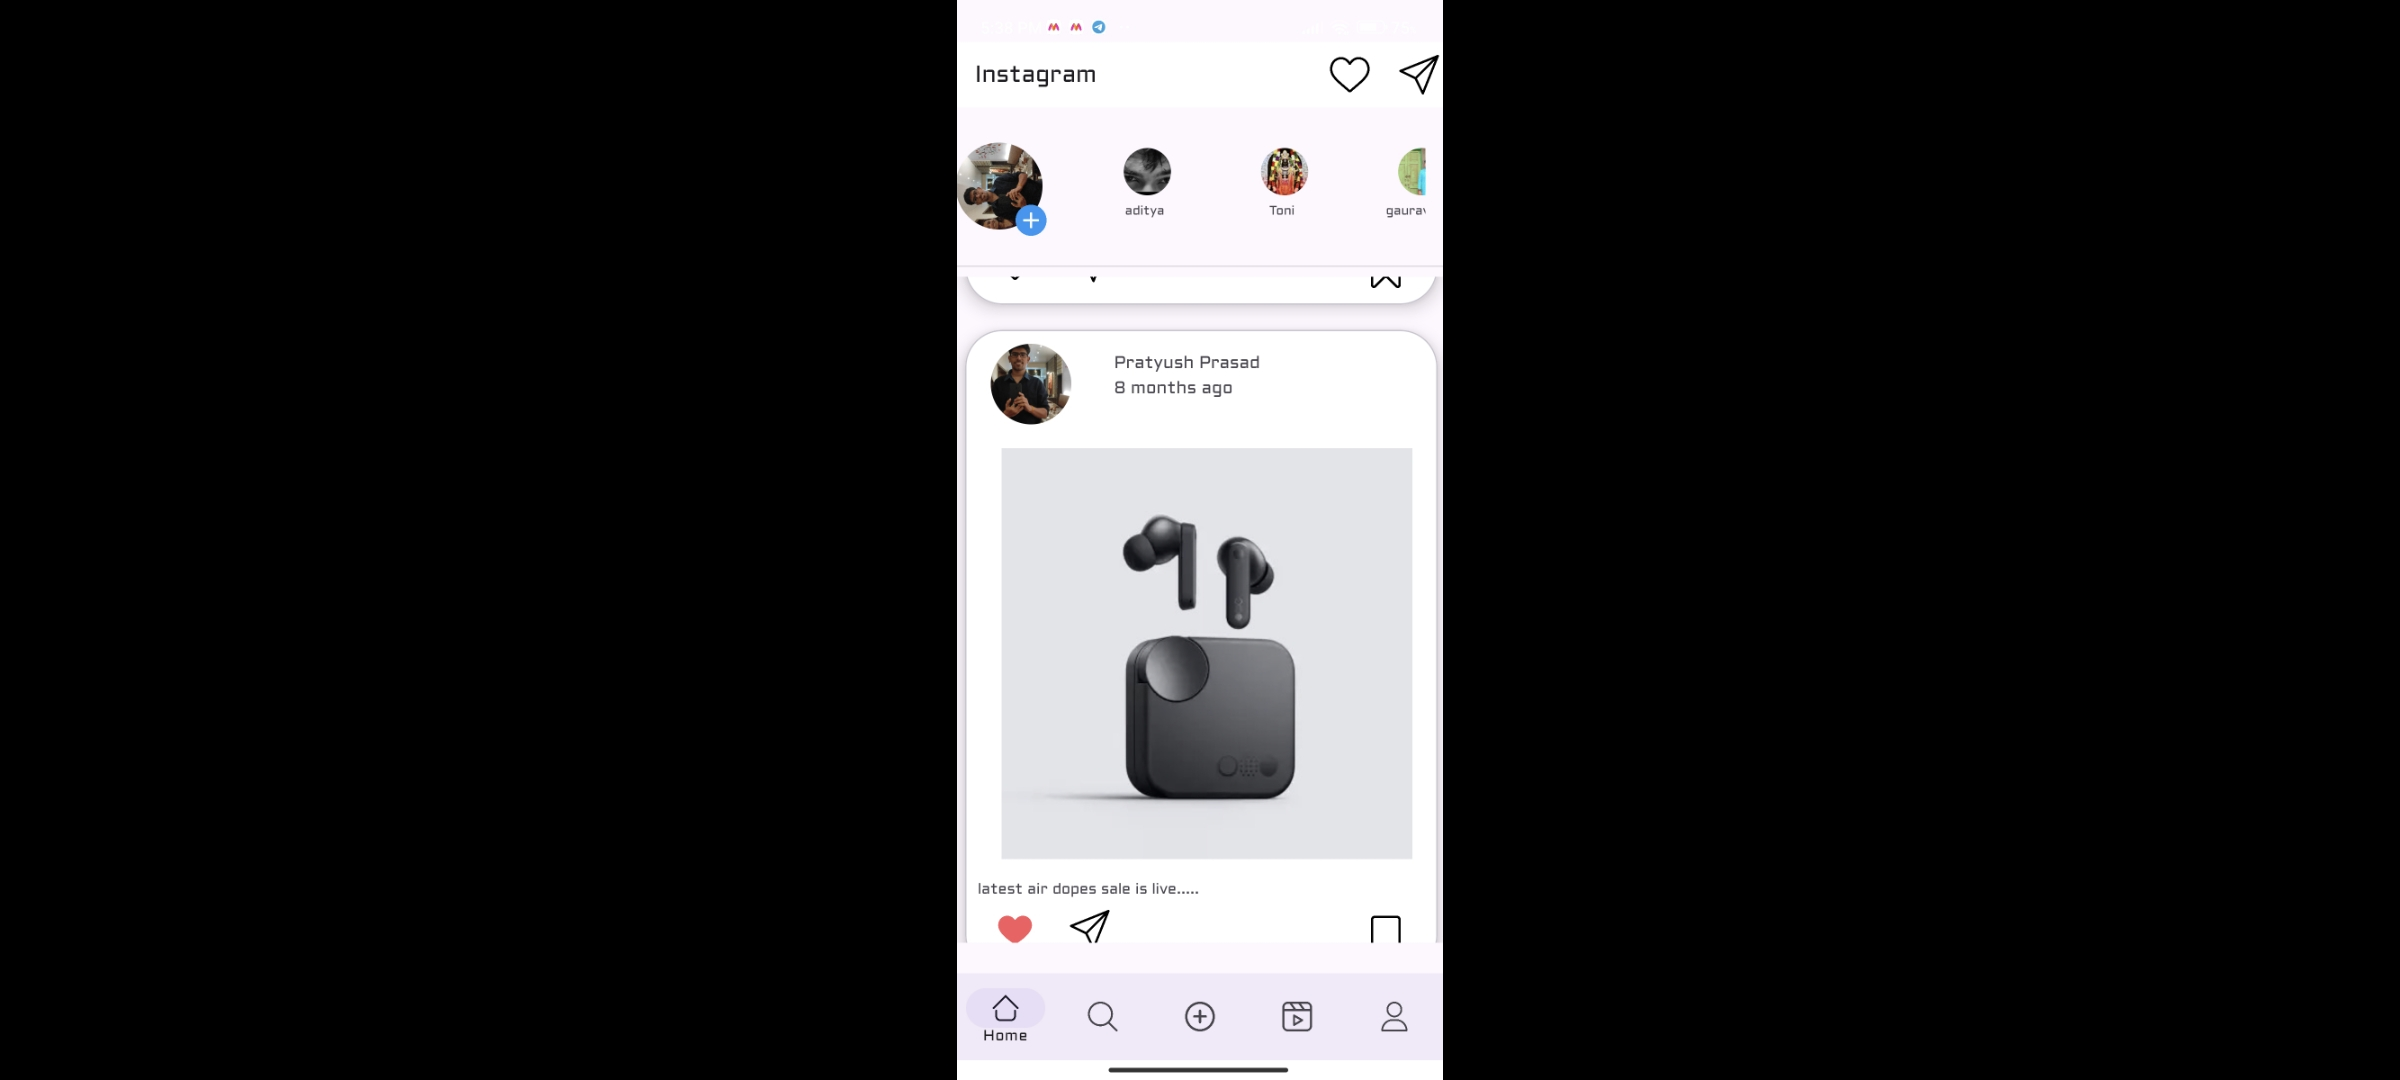 Instagram
aditya
Toni
gaurav
Pratyush Prasad
8 months ago
latest air dopes sale is live.....
Home